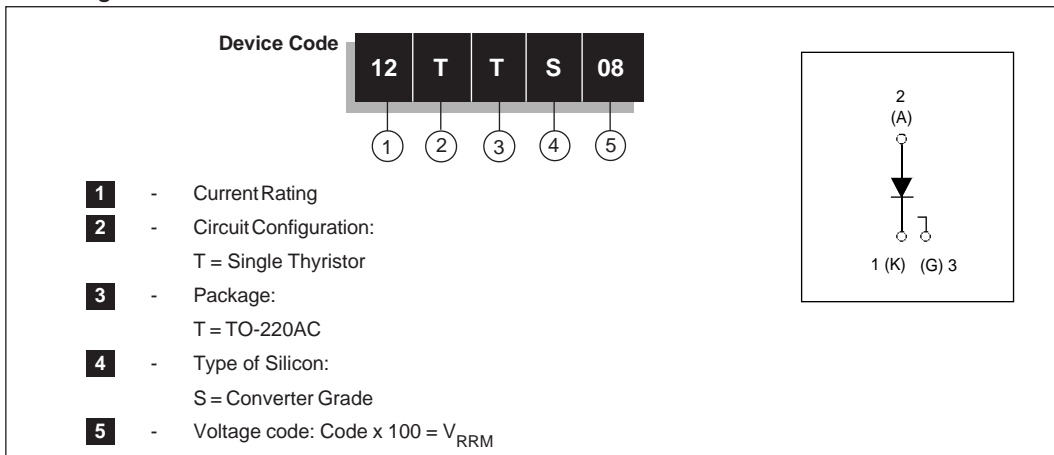 Device Code
12 T T S 08
1 2 3 4 5
1 - Current Rating
2 - Circuit Configuration:
T = Single Thyristor
3 - Package:
T = TO-220AC
4 - Type of Silicon:
S = Converter Grade
5 - Voltage code: Code x 100 = VRRM
2
(A)
1 (K) (G) 3